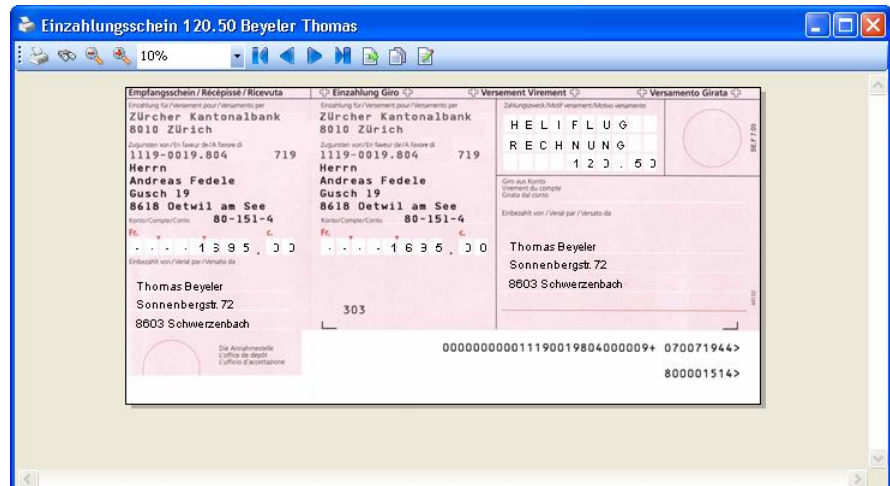 Einzahlungsschein 120.50 Beyeler Thomas
10%
Empfangsschein / Récépissé / Ricevuta
Einzahlung für / Versement pour / Versamento per
Zürcher Kantonalbank
8010 Zürich
Zugunsten von / En faveur de / A favore di
1119-0019.804 719
Herrn
Andreas Fedele
Gusch 19
8618 Oetwil am See
Konto / Compte / Conto 80-151-4
Fr. c.
Einbezahlt von / Versé par / Versato da
Thomas Beyeler
Sonnenbergstr. 72
8603 Schwerzenbach
Die Annahmestelle
L'office de dépôt
L'ufficio d'accettazione
Einzahlung Giro
Einzahlung für / Versement pour / Versamento per
Zürcher Kantonalbank
8010 Zürich
Zugunsten von / En faveur de / A favore di
1119-0019.804 719
Herrn
Andreas Fedele
Gusch 19
8618 Oetwil am See
Konto / Compte / Conto 80-151-4
Fr. c.
303
Versement Virement
Versamento Girata
Zahlungszweck / Motif versement / Motivo versamento
HELIFLUG
RECHNUNG
120.50
Giro aus Konto
Virement du compte
Girata dal conto
Einbezahlt von / Versé par / Versato da
Thomas Beyeler
Sonnenbergstr. 72
8603 Schwerzenbach
000000000011190019804000009+ 070071944>
800001514>